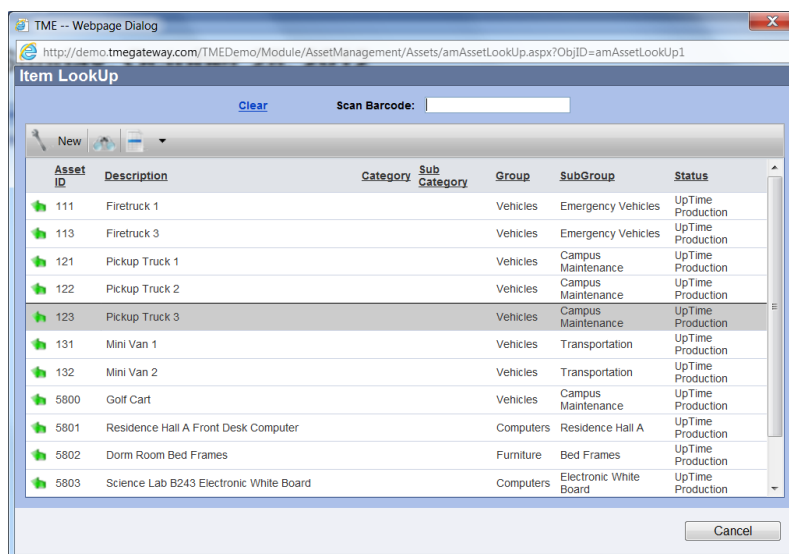 TME -- Webpage Dialog
http://demo.tmegateway.com/TMEDemo/Module/AssetManagement/Assets/amAssetLookUp.aspx?ObjID=amAssetLookUp1
Item LookUp
Clear Scan Barcode:
New
Asset ID Description Category Sub Category Group SubGroup Status
111 Firetruck 1 Vehicles Emergency Vehicles UpTime Production
113 Firetruck 3 Vehicles Emergency Vehicles UpTime Production
121 Pickup Truck 1 Vehicles Campus Maintenance UpTime Production
122 Pickup Truck 2 Vehicles Campus Maintenance UpTime Production
123 Pickup Truck 3 Vehicles Campus Maintenance UpTime Production
131 Mini Van 1 Vehicles Transportation UpTime Production
132 Mini Van 2 Vehicles Transportation UpTime Production
5800 Golf Cart Vehicles Campus Maintenance UpTime Production
5801 Residence Hall A Front Desk Computer Computers Residence Hall A UpTime Production
5802 Dorm Room Bed Frames Furniture Bed Frames UpTime Production
5803 Science Lab B243 Electronic White Board Computers Electronic White Board UpTime Production
Cancel